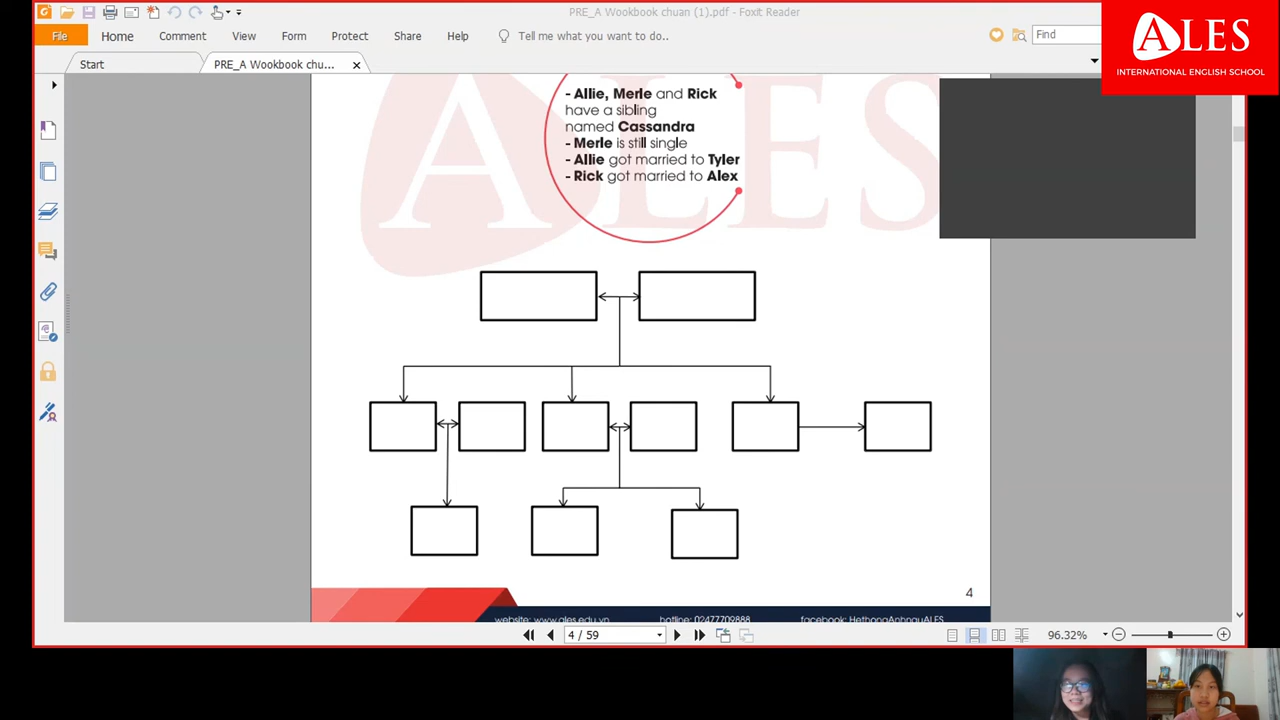 PRE_A Wookbook chuan (1).pdf - Foxit Reader
File Home Comment View Form Protect Share Help Tell me what you want to do.. Find
Start PRE_A Wookbook chu...
ALES
INTERNATIONAL ENGLISH SCHOOL
- Allie, Merle and Rick
have a sibling
named Cassandra
- Merle is still single
- Allie got married to Tyler
- Rick got married to Alex
ALES
4
website: www.ales.edu.vn hotline: 02477709888 facebook: HethongAnhnguALES
4 / 59 96.32%